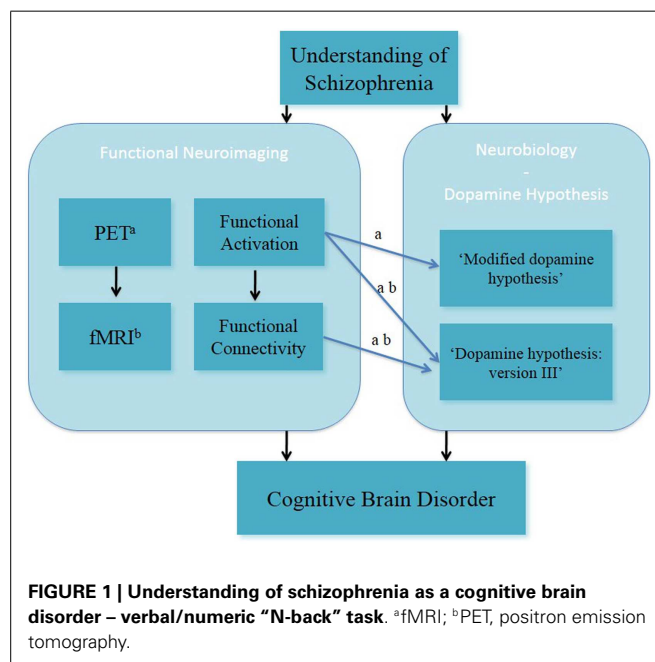 Understanding of
Schizophrenia
Functional Neuroimaging
Neurobiology
-
Dopamine Hypothesis
PETᵃ
Functional
Activation
a
'Modified dopamine
hypothesis'
a b
fMRIᵇ
Functional
Connectivity
a b
'Dopamine hypothesis:
version III'
Cognitive Brain Disorder
FIGURE 1 | Understanding of schizophrenia as a cognitive brain
disorder – verbal/numeric “N-back” task. ᵃfMRI; ᵇPET, positron emission
tomography.